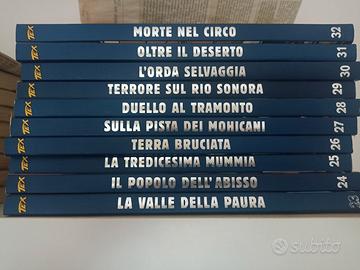 TEX MORTE NEL CIRCO 32
TEX OLTRE IL DESERTO 31
TEX L'ORDA SELVAGGIA 30
TEX TERRORE SUL RIO SONORA 29
TEX DUELLO AL TRAMONTO 28
TEX SULLA PISTA DEI MOHICANI 27
TEX TERRA BRUCIATA 26
TEX LA TREDICESIMA MUMMIA 25
TEX IL POPOLO DELL'ABISSO 24
TEX LA VALLE DELLA PAURA 23
subito